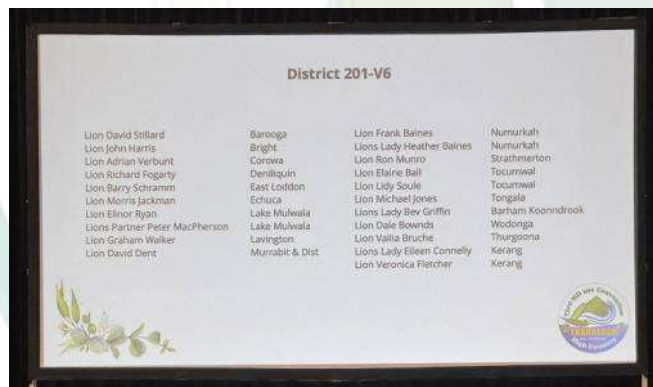 District 201-V6
Lion David Stillard Barooga
Lion John Harris Bright
Lion Adrian Verbunt Corowa
Lion Richard Fogarty Deniliquin
Lion Barry Schramm East Loddon
Lion Morris Jackman Echuca
Lion Elinor Ryan Lake Mulwala
Lions Partner Peter MacPherson Lake Mulwala
Lion Graham Walker Lavington
Lion David Dent Murrabit & Dist
Lion Frank Baines Numurkah
Lions Lady Heather Baines Numurkah
Lion Ron Munro Strathmerton
Lion Elaine Ball Tocumwal
Lion Lidy Soule Tocumwal
Lion Michael Jones Tongala
Lions Lady Bev Griffin Barham Koonndrook
Lion Dale Bownds Wodonga
Lion Vailia Bruche Thurgoona
Lions Lady Eileen Connelly Kerang
Lion Veronica Fletcher Kerang